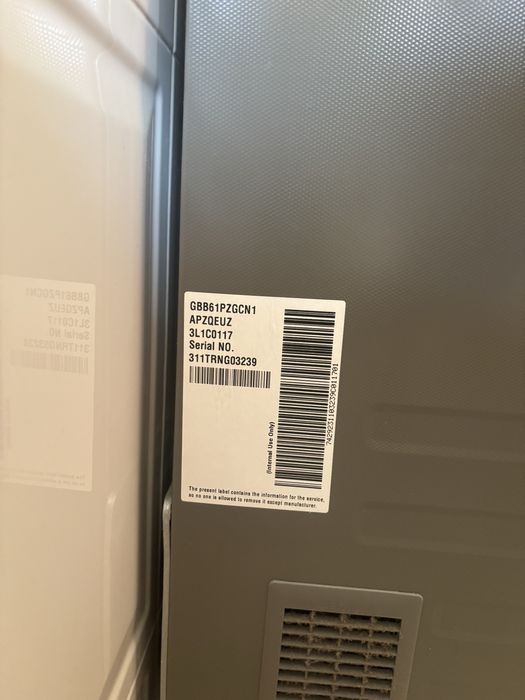 GBB61PZGCN1
APZQEUZ
3L1C0117
Serial NO.
311TRNG03239
(Internal Use Only)
7429231103239C011701
The present label contains the information for the service,
so no one is allowed to remove it except manufacturer.